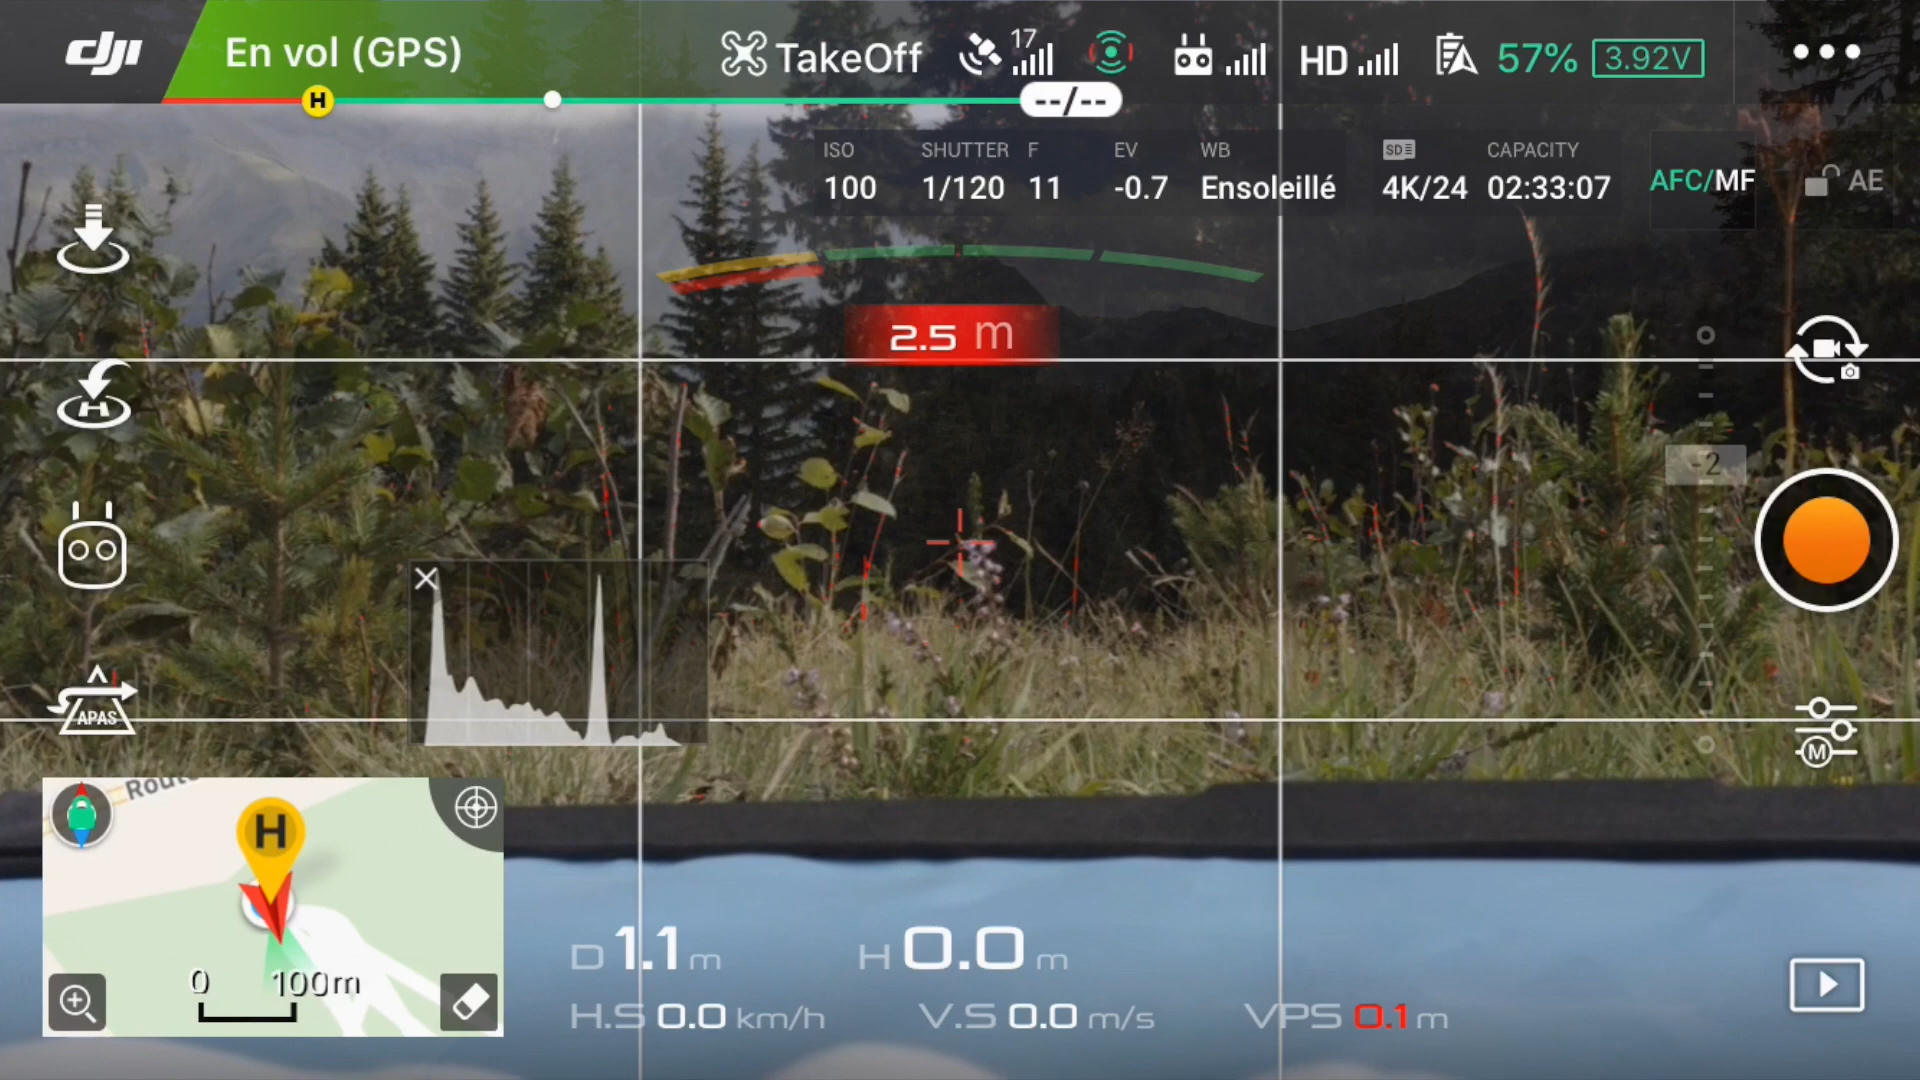 dji
En vol (GPS)
TakeOff
17
HD
57%
3.92V
H
--/--
ISO
SHUTTER
F
EV
WB
SD
CAPACITY
100
1/120
11
-0.7
Ensoleillé
4K/24
02:33:07
AFC/MF
AE
2.5 m
H
-2
APAS
M
Route
H
0 100m
D 1.1 m
H 0.0 m
H.S 0.0 km/h
V.S 0.0 m/s
VPS 0.1 m